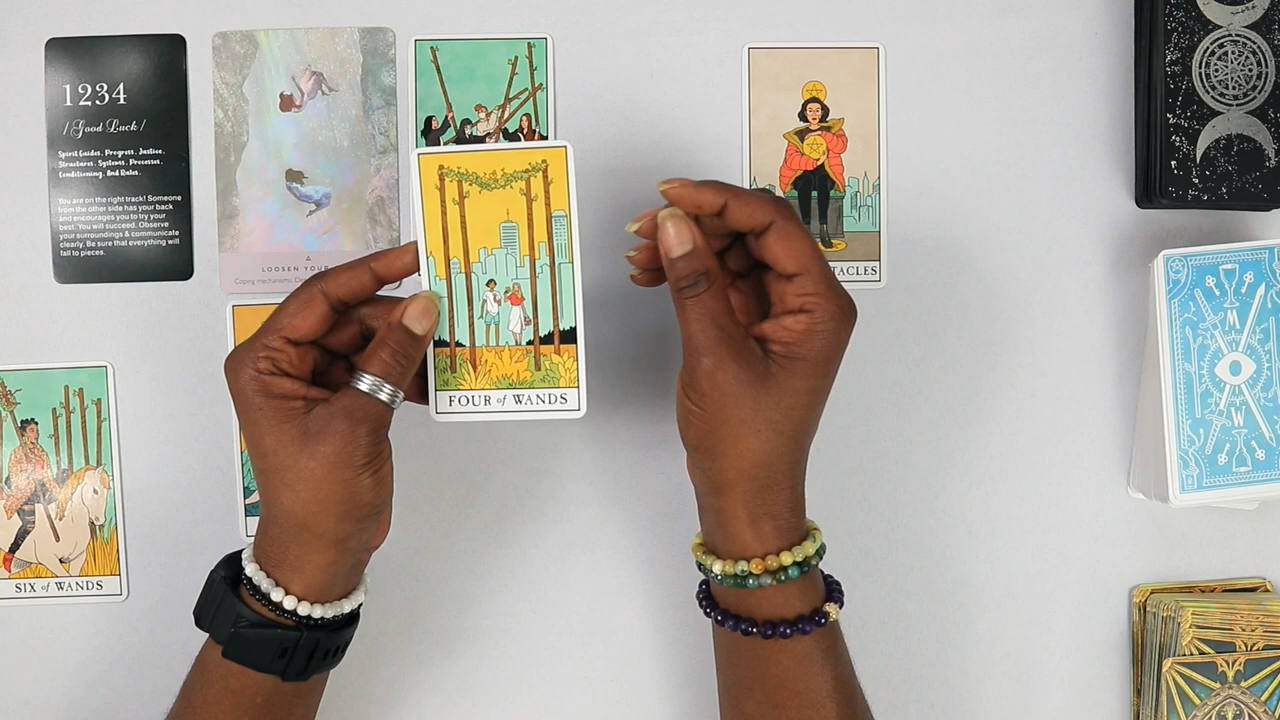 1234
/Good Luck/
Spirit Guides, Progress, Justice,
Structures, Systems, Processes,
Conditioning, And Rules.
You are on the right track! Someone
from the other side has your back
and encourages you to try your
best. You will succeed. Observe
your surroundings & communicate
clearly. Be sure that everything will
fall to pieces.
LOOSEN YOUR
Coping mechanisms.
FOUR of WANDS
TACLES
SIX of WANDS
M
W